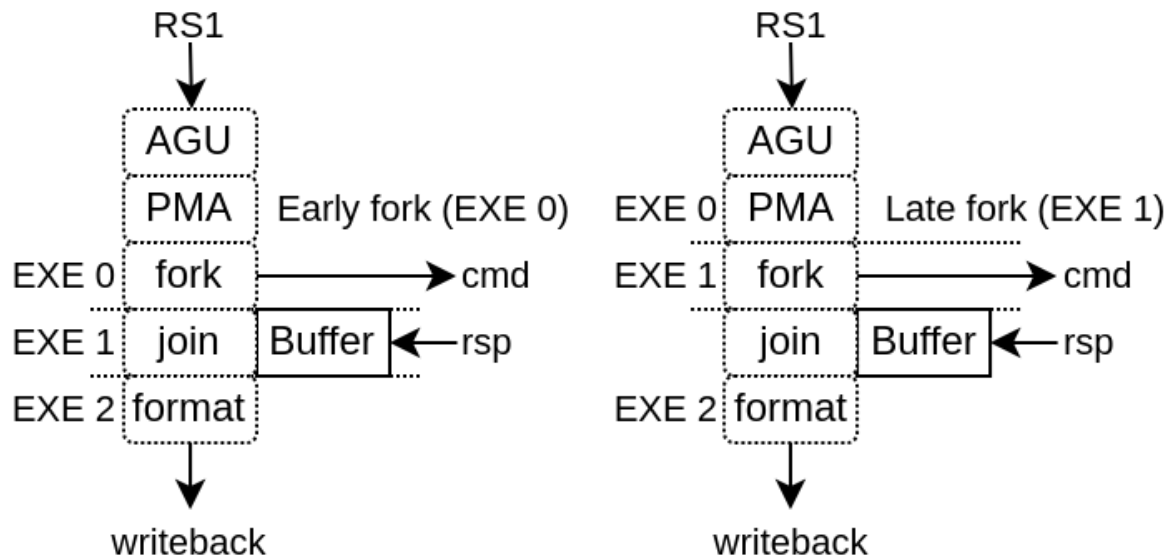 RS1
AGU
PMA
Early fork (EXE 0)
EXE 0
fork
cmd
EXE 1
join
Buffer
rsp
EXE 2
format
writeback
RS1
AGU
EXE 0
PMA
Late fork (EXE 1)
EXE 1
fork
cmd
join
Buffer
rsp
EXE 2
format
writeback